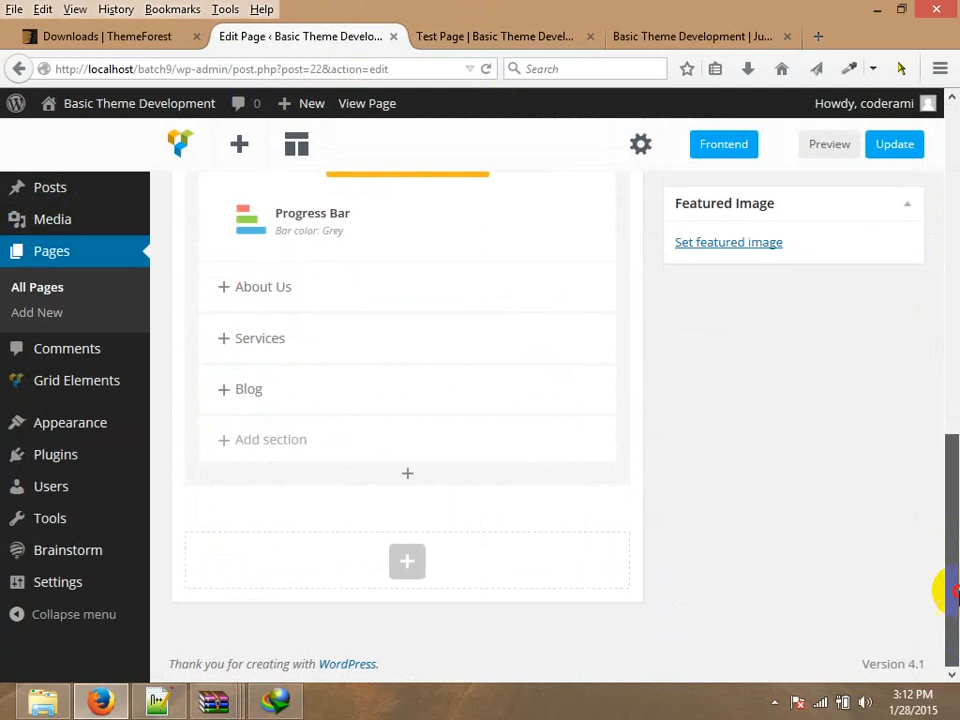 File Edit View History Bookmarks Tools Help
Downloads | ThemeForest
Edit Page ‹ Basic Theme Develo...
Test Page | Basic Theme Devel...
Basic Theme Development | Ju...
http://localhost/batch9/wp-admin/post.php?post=22&action=edit
Search
Basic Theme Development
0
New
View Page
Howdy, coderami
Frontend
Preview
Update
Posts
Media
Pages
All Pages
Add New
Comments
Grid Elements
Appearance
Plugins
Users
Tools
Brainstorm
Settings
Collapse menu
Progress Bar
Bar color: Grey
About Us
Services
Blog
Add section
Featured Image
Set featured image
Thank you for creating with WordPress.
Version 4.1
3:12 PM
1/28/2015